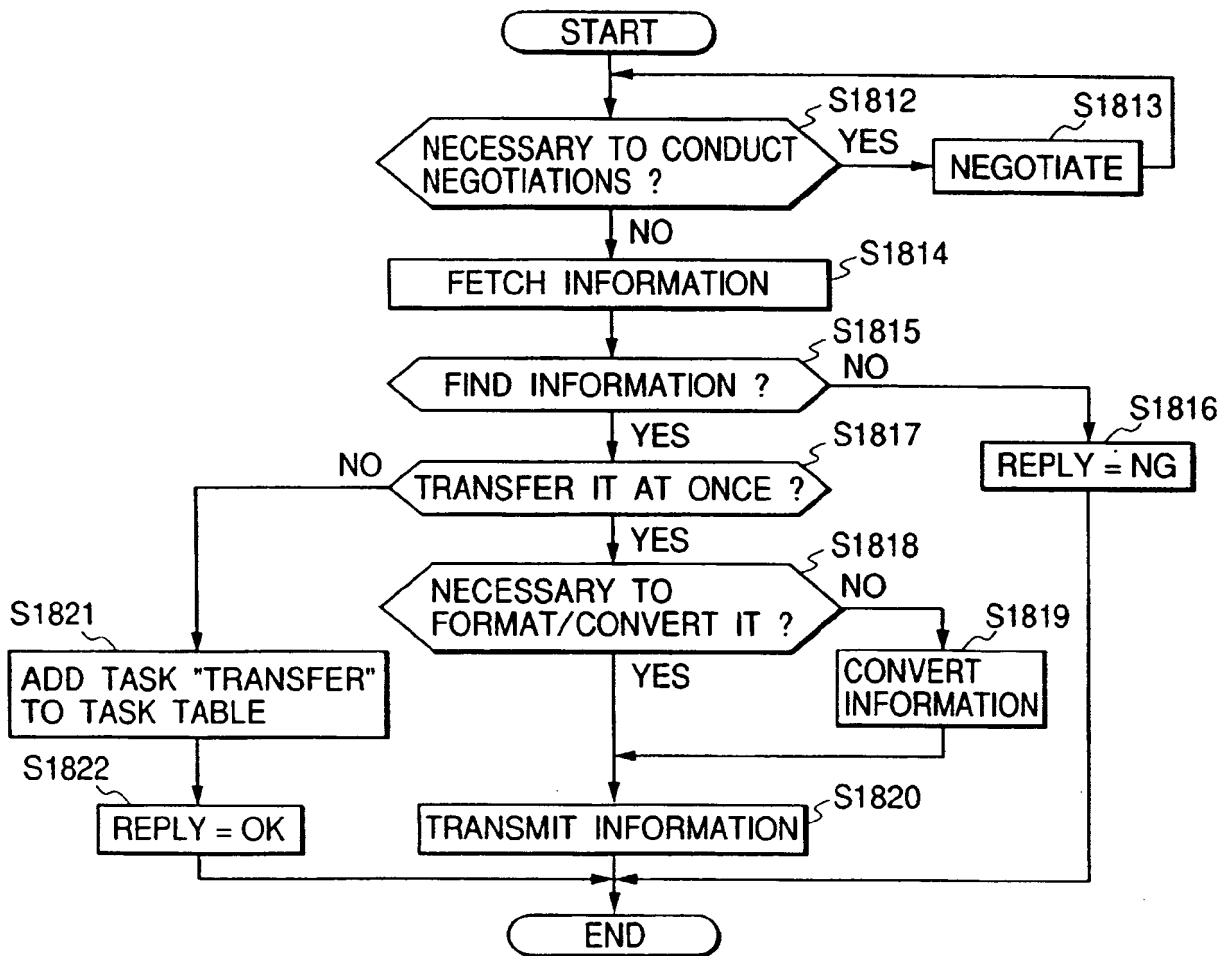 START
S1812
S1813
NECESSARY TO CONDUCT
NEGOTIATIONS ?
YES
NEGOTIATE
NO
S1814
FETCH INFORMATION
S1815
FIND INFORMATION ?
NO
YES
S1816
REPLY = NG
S1817
NO
TRANSFER IT AT ONCE ?
YES
S1818
NECESSARY TO
FORMAT/CONVERT IT ?
NO
YES
S1819
CONVERT
INFORMATION
S1821
ADD TASK "TRANSFER"
TO TASK TABLE
S1822
REPLY = OK
S1820
TRANSMIT INFORMATION
END